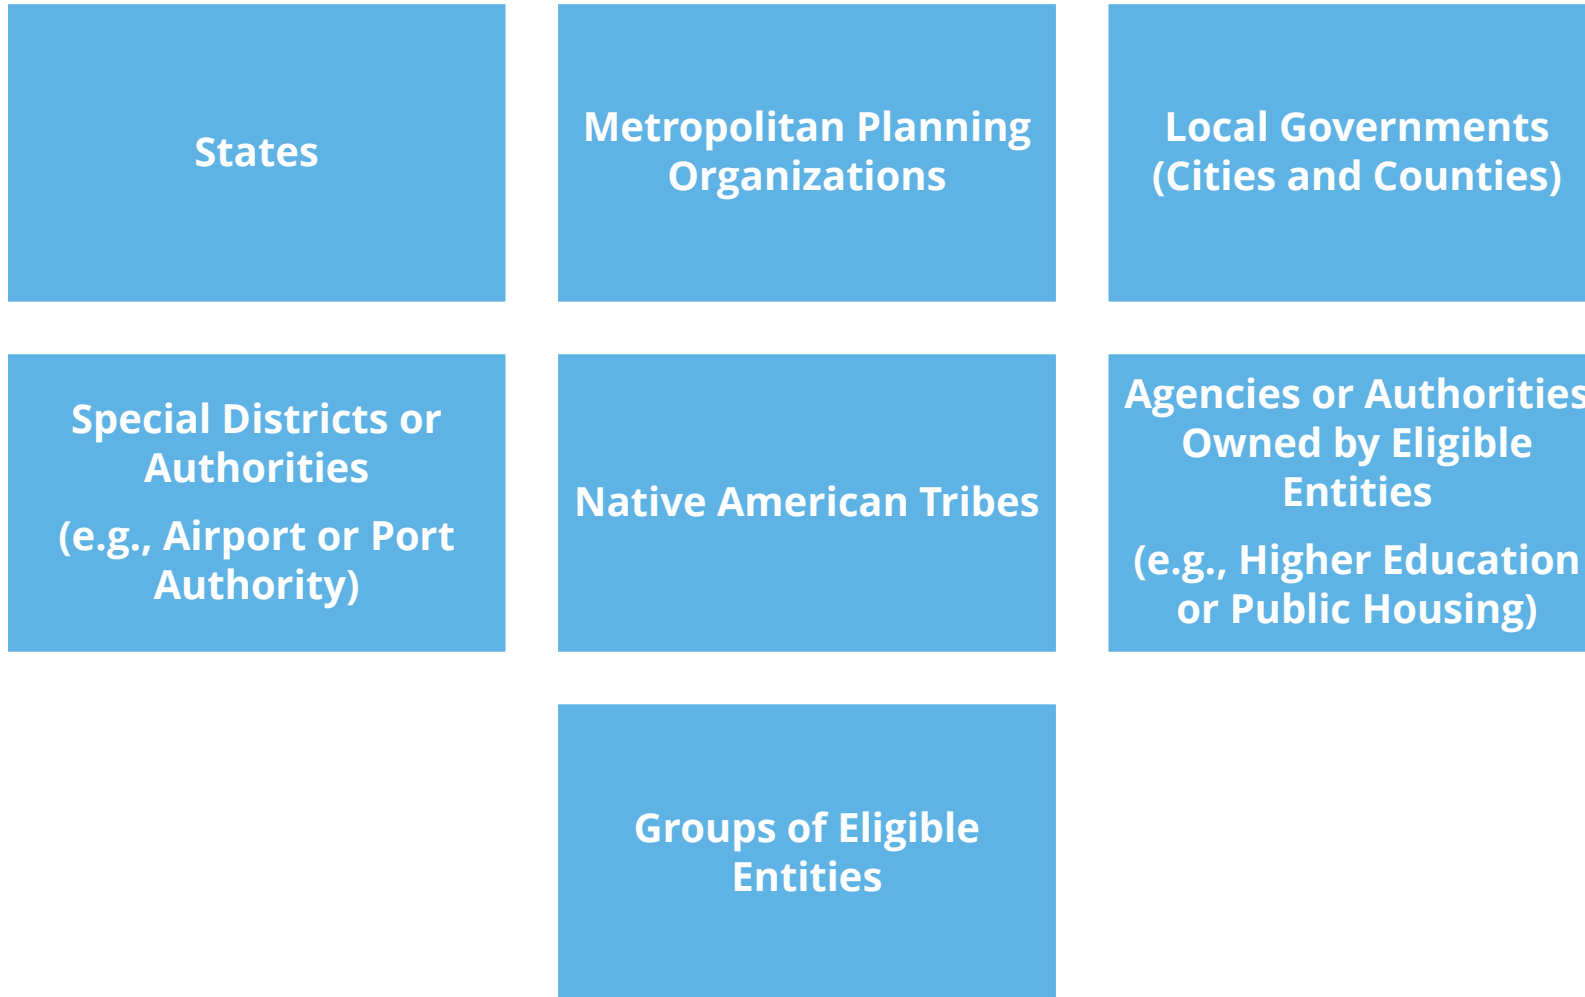 States
Metropolitan Planning
Organizations
Local Governments
(Cities and Counties)
Special Districts or
Authorities
(e.g., Airport or Port
Authority)
Native American Tribes
Agencies or Authorities
Owned by Eligible
Entities
(e.g., Higher Education
or Public Housing)
Groups of Eligible
Entities